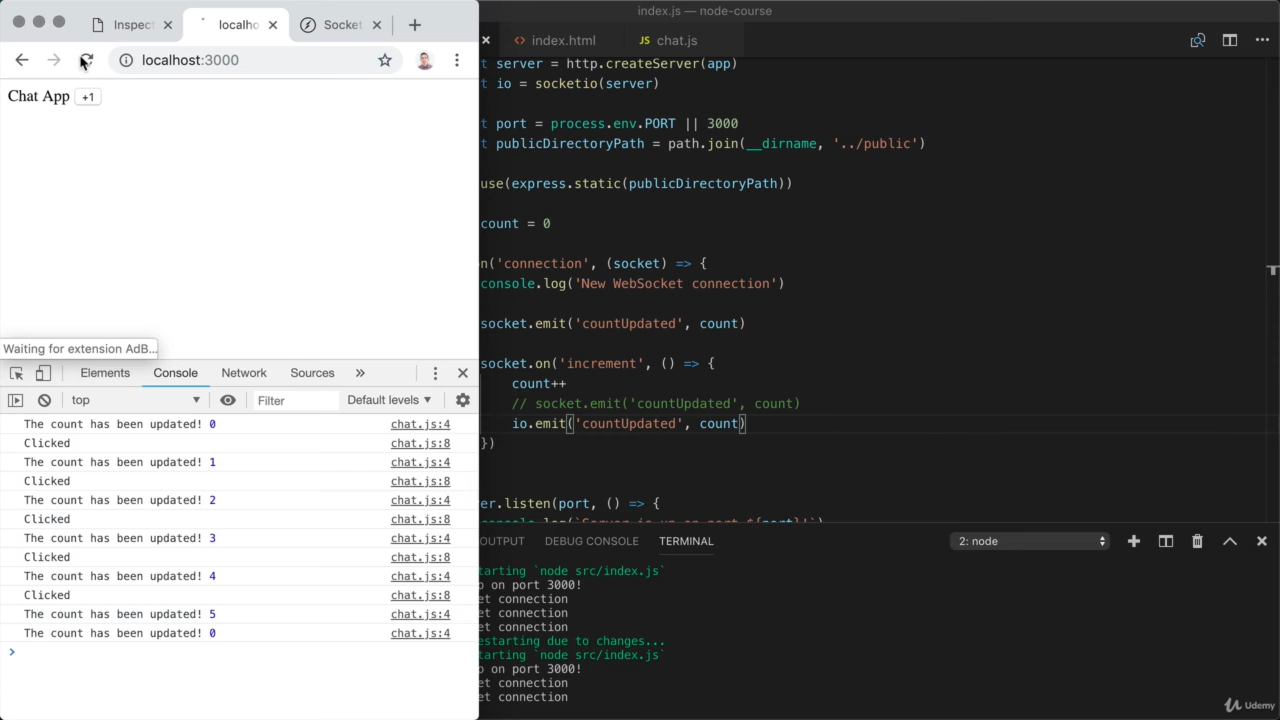 index.js — node-course
Inspect
localho
Socket
localhost:3000
index.html
JS chat.js
Chat App +1
t server = http.createServer(app)
t io = socketio(server)
t port = process.env.PORT || 3000
t publicDirectoryPath = path.join(__dirname, '../public')
use(express.static(publicDirectoryPath))
count = 0
n('connection', (socket) => {
console.log('New WebSocket connection')
socket.emit('countUpdated', count)
socket.on('increment', () => {
count++
// socket.emit('countUpdated', count)
io.emit('countUpdated', count)
})
er.listen(port, () => {
console.log(`Server is up on port ${port}!`)
Waiting for extension AdB...
Elements Console Network Sources
top Filter Default levels
The count has been updated! 0 chat.js:4
Clicked chat.js:8
The count has been updated! 1 chat.js:4
Clicked chat.js:8
The count has been updated! 2 chat.js:4
Clicked chat.js:8
The count has been updated! 3 chat.js:4
Clicked chat.js:8
The count has been updated! 4 chat.js:4
Clicked chat.js:8
The count has been updated! 5 chat.js:4
The count has been updated! 0 chat.js:4
OUTPUT DEBUG CONSOLE TERMINAL 2: node
tarting `node src/index.js`
p on port 3000!
et connection
et connection
et connection
estarting due to changes...
tarting `node src/index.js`
p on port 3000!
et connection
et connection
Udemy